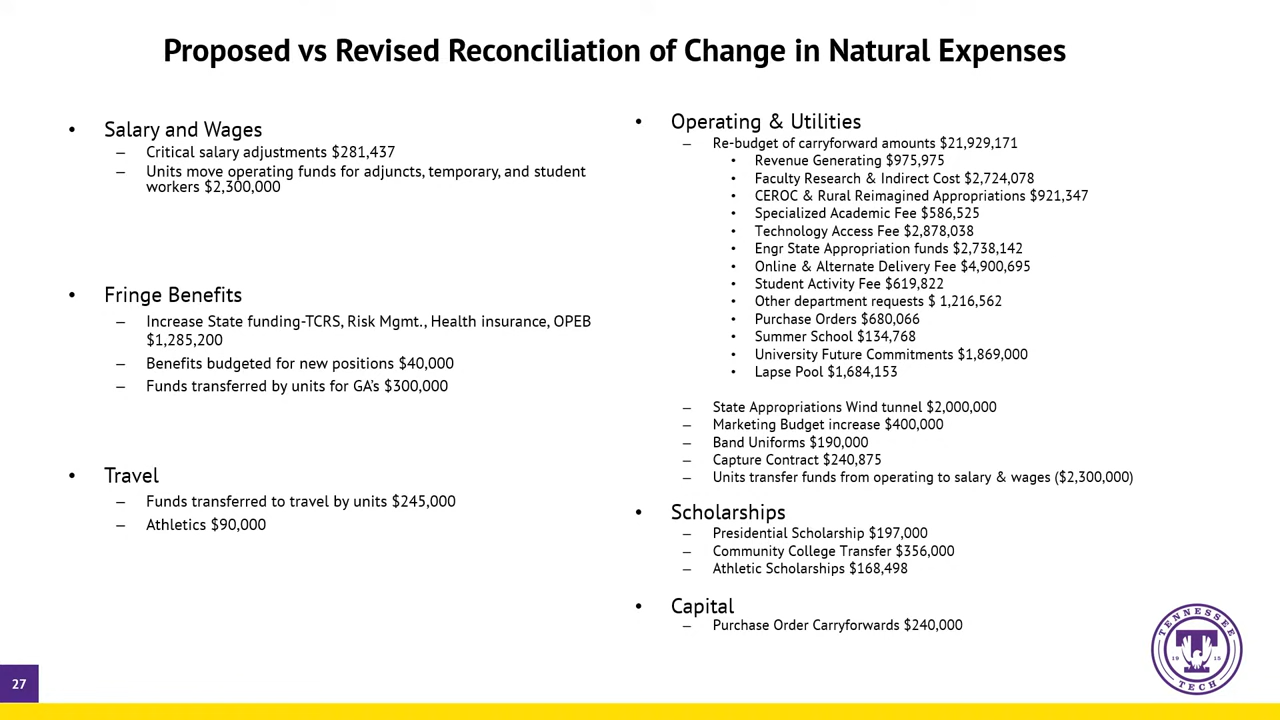 Proposed vs Revised Reconciliation of Change in Natural Expenses
• Salary and Wages
– Critical salary adjustments $281,437
– Units move operating funds for adjuncts, temporary, and student
workers $2,300,000
• Fringe Benefits
– Increase State funding-TCRS, Risk Mgmt., Health insurance, OPEB
$1,285,200
– Benefits budgeted for new positions $40,000
– Funds transferred by units for GA's $300,000
• Travel
– Funds transferred to travel by units $245,000
– Athletics $90,000
• Operating & Utilities
– Re-budget of carryforward amounts $21,929,171
• Revenue Generating $975,975
• Faculty Research & Indirect Cost $2,724,078
• CEROC & Rural Reimagined Appropriations $921,347
• Specialized Academic Fee $586,525
• Technology Access Fee $2,878,038
• Engr State Appropriation funds $2,738,142
• Online & Alternate Delivery Fee $4,900,695
• Student Activity Fee $619,822
• Other department requests $ 1,216,562
• Purchase Orders $680,066
• Summer School $134,768
• University Future Commitments $1,869,000
• Lapse Pool $1,684,153
– State Appropriations Wind tunnel $2,000,000
– Marketing Budget increase $400,000
– Band Uniforms $190,000
– Capture Contract $240,875
– Units transfer funds from operating to salary & wages ($2,300,000)
• Scholarships
– Presidential Scholarship $197,000
– Community College Transfer $356,000
– Athletic Scholarships $168,498
• Capital
– Purchase Order Carryforwards $240,000
TENNESSEE
T
19 15
TECH
27